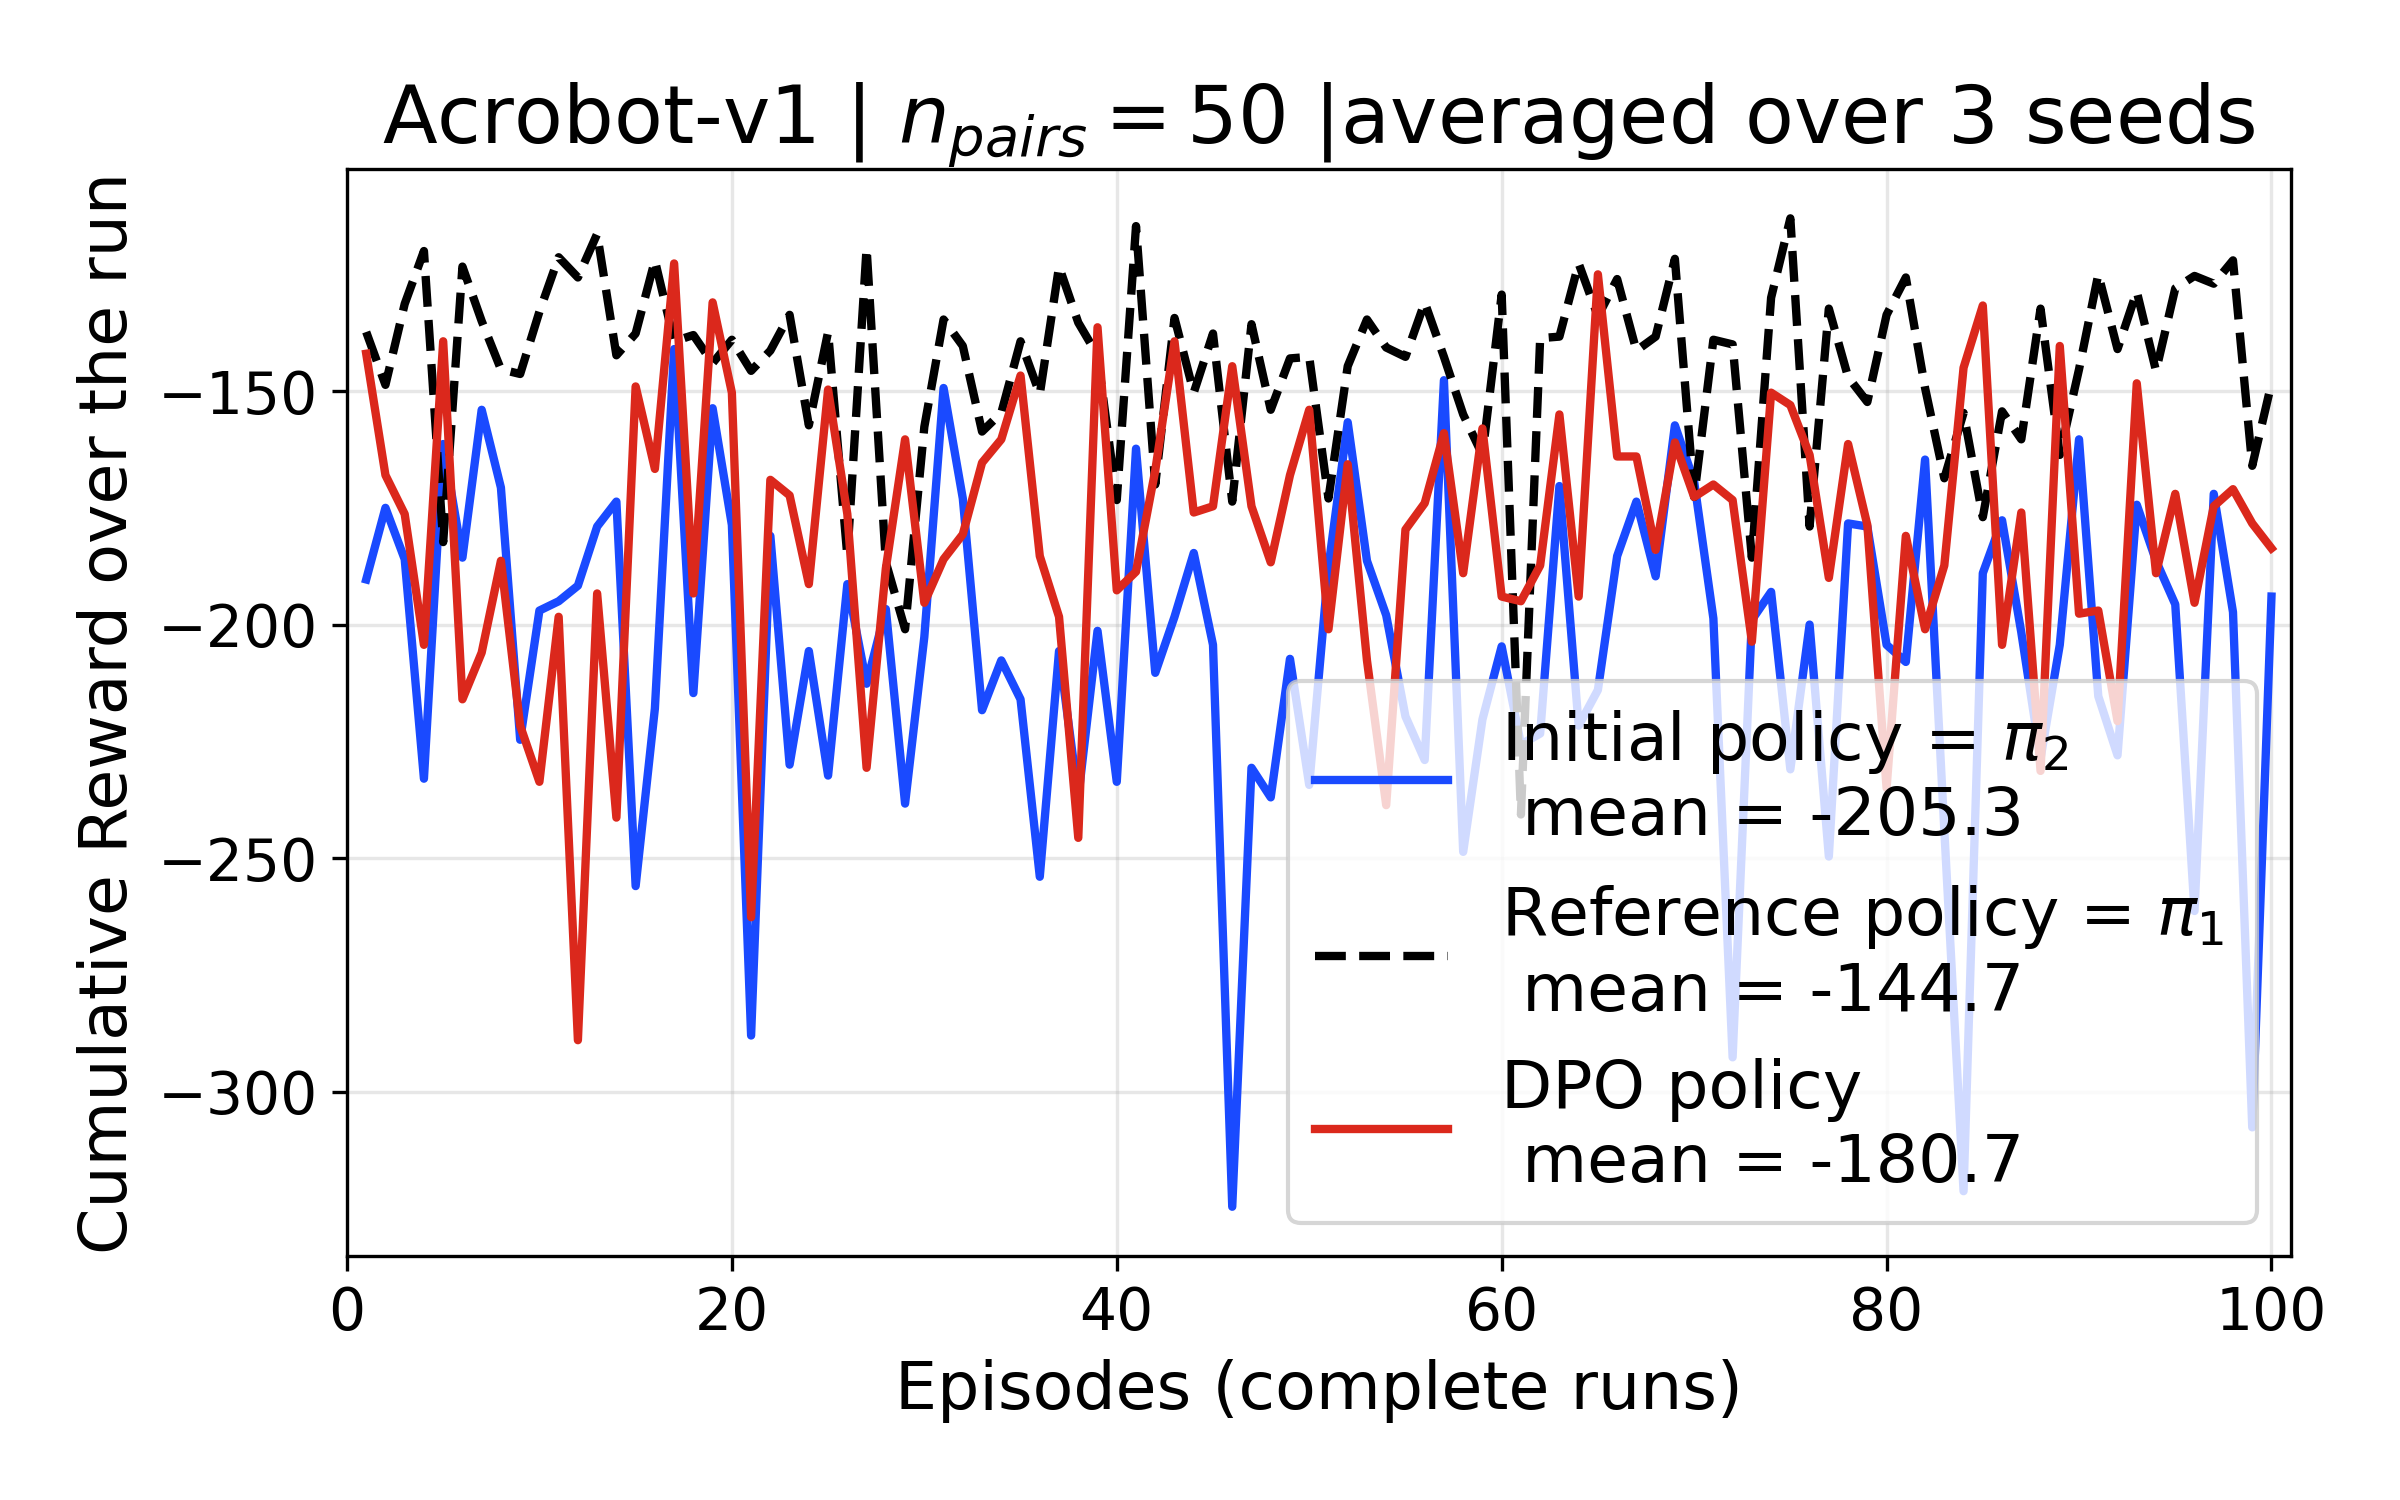 Acrobot-v1 | n_pairs = 50 |averaged over 3 seeds
Cumulative Reward over the run
−150
−200
−250
−300
Initial policy = π₂
mean = -205.3
Reference policy = π₁
mean = -144.7
DPO policy
mean = -180.7
0 20 40 60 80 100
Episodes (complete runs)